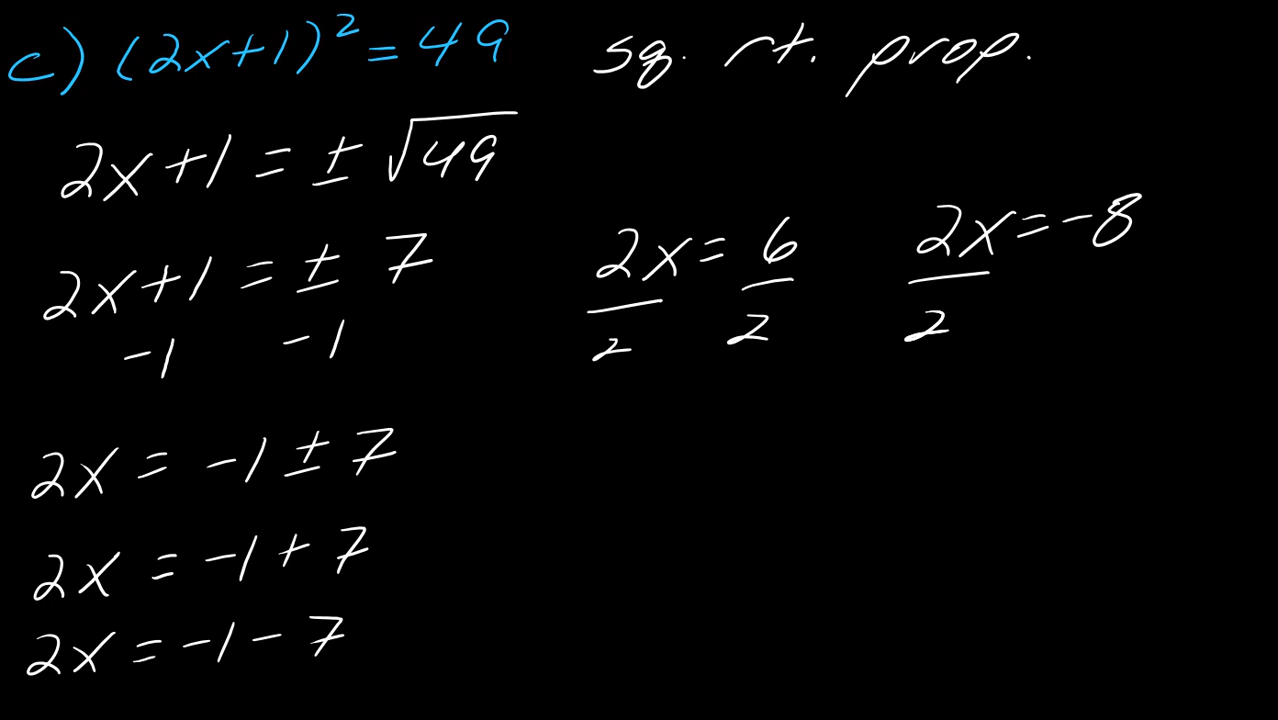 c) (2x+1)² = 49 sq. rt. prop.
2x+1 = ± √49
2x+1 = ± 7
-1 -1
2x = -1 ± 7
2x = -1 + 7
2x = -1 - 7
2x = 6 2x = -8
2 2 2